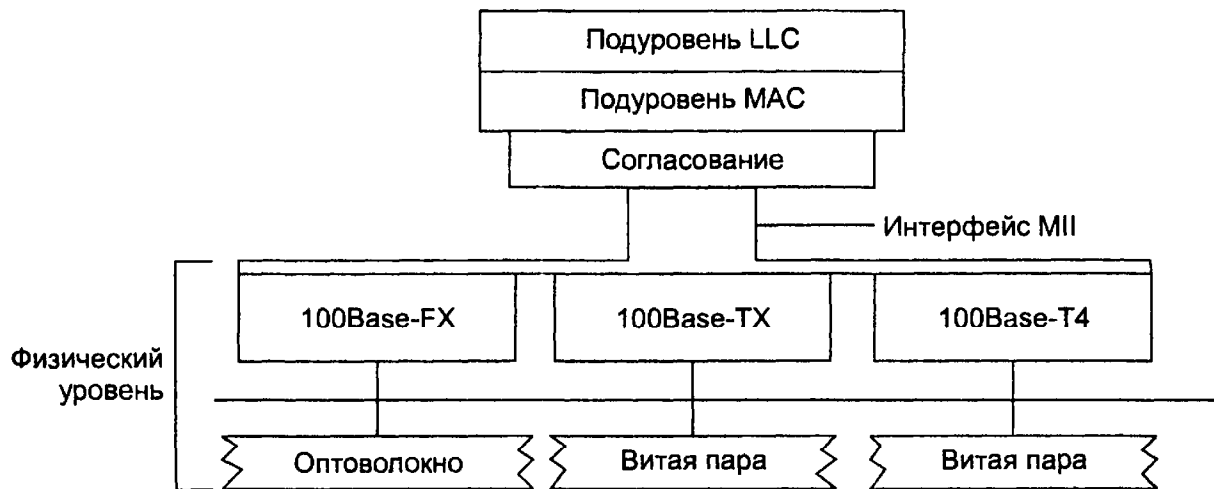 Подуровень LLC
Подуровень MAC
Согласование
Интерфейс MII
100Base-FX
100Base-TX
100Base-T4
Физический
уровень
Оптоволокно
Витая пара
Витая пара